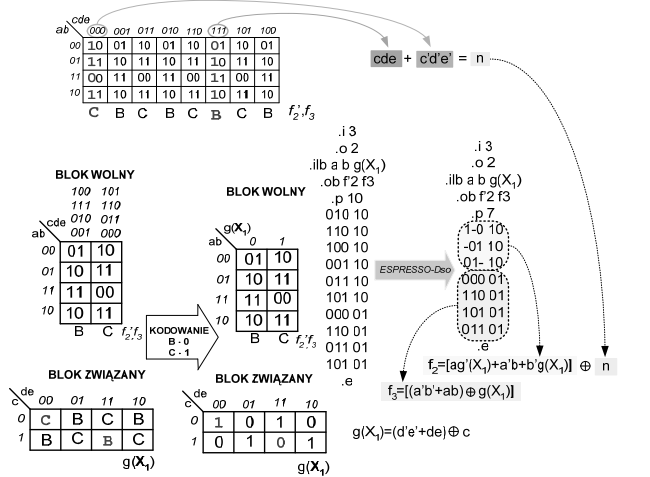 cde
ab 000 001 011 010 110 111 101 100
00 10 01 10 01 10 01 10 01
01 11 10 11 10 11 10 11 10
11 00 11 00 11 00 11 00 11
10 11 10 11 10 11 10 11 10
C B C B C B C B f2',f3
cde + c'd'e' = n
BLOK WOLNY
100 101
111 110
010 011
001 000
cde
ab
00 01 10
01 10 11
11 11 00
10 10 11
B C f2'f3
KODOWANIE
B - 0
C - 1
BLOK WOLNY
g(X1)
ab 0 1
00 01 10
01 10 11
11 11 00
10 10 11
B C f2'f3
.i 3
.o 2
.ilb a b g(X1)
.ob f'2 f3
.p 10
010 10
110 10
100 10
001 10
011 10
101 10
000 01
110 01
011 01
101 01
.e
ESPRESSO-Dso
.i 3
.o 2
.ilb a b g(X1)
.ob f'2 f3
.p 7
1-0 10
-01 10
01- 10
000 01
110 01
101 01
011 01
.e
f2=[ag'(X1)+a'b+b'g(X1)] ⊕ n
f3=[(a'b'+ab)⊕g(X1)]
BLOK ZWIĄZANY
de
c 00 01 11 10
0 C B C B
1 B C B C
g(X1)
BLOK ZWIĄZANY
de
c 00 01 11 10
0 1 0 1 0
1 0 1 0 1
g(X1)
g(X1)=(d'e'+de)⊕c